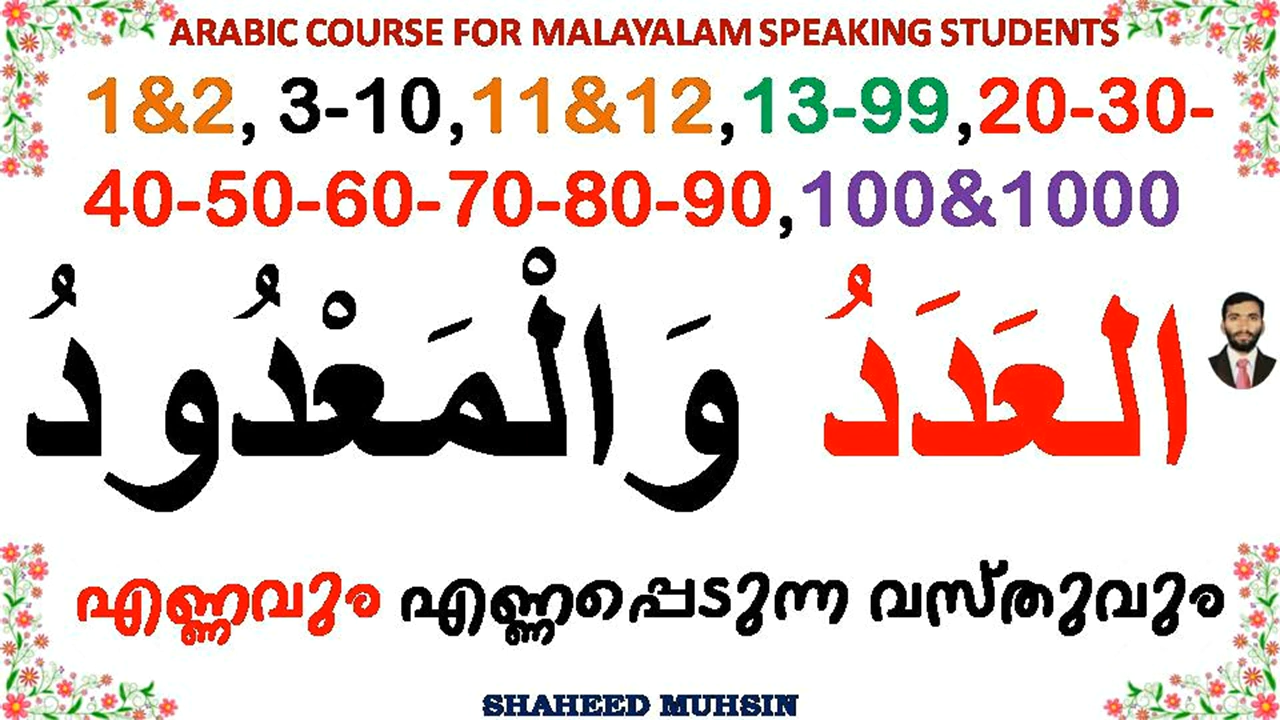 ARABIC COURSE FOR MALAYALAM SPEAKING STUDENTS
1&2, 3-10,11&12,13-99,20-30-
40-50-60-70-80-90,100&1000
العَدَدُ وَالْمَعْدُودُ
എണ്ണവും എണ്ണപ്പെടുന്ന വസ്തുവും
SHAHEED MUHSIN